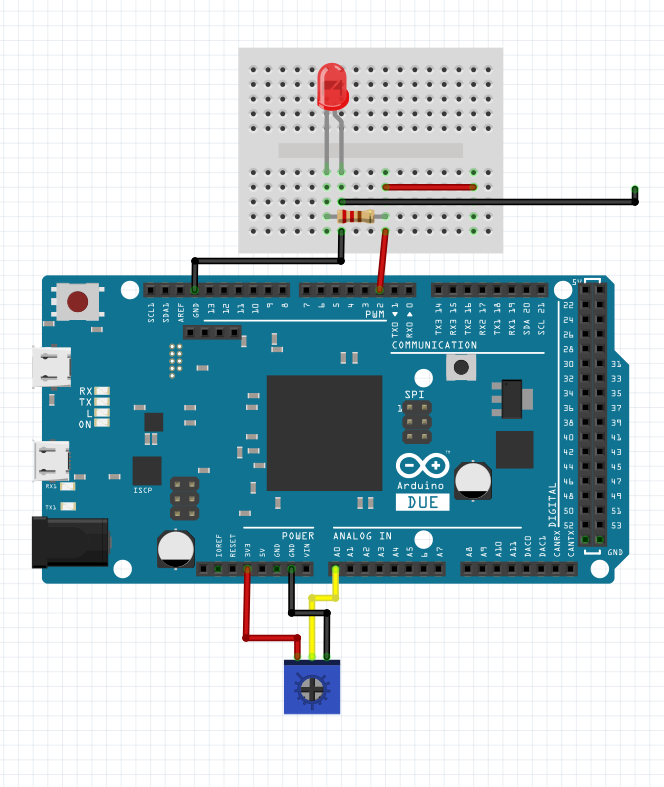 SCL1
SDA1
AREF
GND
13
12
11
10
9
8
7
6
5
4
3
2
1
0
TX0
RX0
PWM
TX3 14
RX3 15
TX2 16
RX2 17
TX1 18
RX1 19
SDA 20
SCL 21
COMMUNICATION
5V
22
24
26
28
30 31
32 33
34 35
36 37
38 39
40 41
42 43
44 45
46 47
48 49
50 51
52 53
GND
DIGITAL
SPI
1
RX
TX
L
ON
ISCP
RX1
TX1
Arduino
TM
DUE
POWER
ANALOG IN
IOREF
RESET
3V3
5V
GND
GND
VIN
A0
A1
A2
A3
A4
A5
6
A7
A8
A9
A10
A11
DAC0
DAC1
CANRX
CANTX